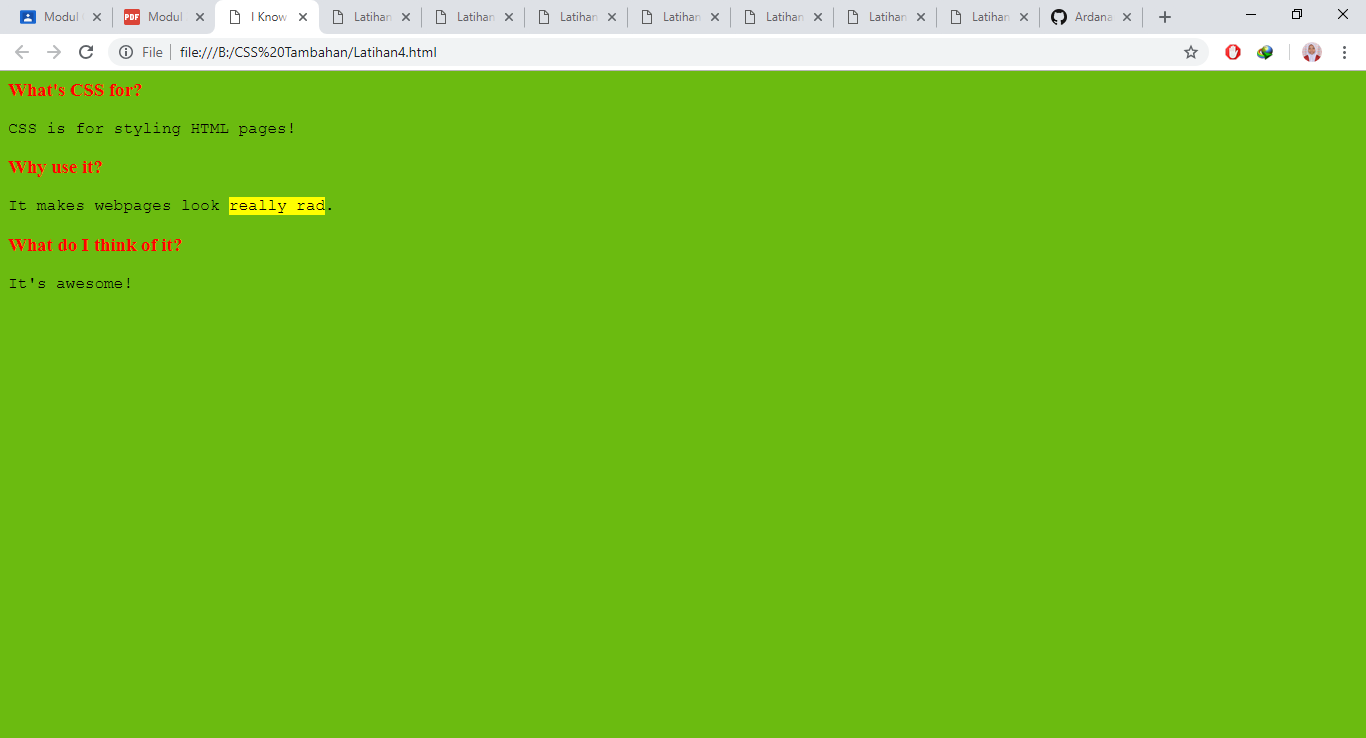 Modul
Modul
I Know
Latihan
Latihan
Latihan
Latihan
Latihan
Latihan
Latihan
Ardana
File
file:///B:/CSS%20Tambahan/Latihan4.html
What's CSS for?
CSS is for styling HTML pages!
Why use it?
It makes webpages look really rad.
What do I think of it?
It's awesome!